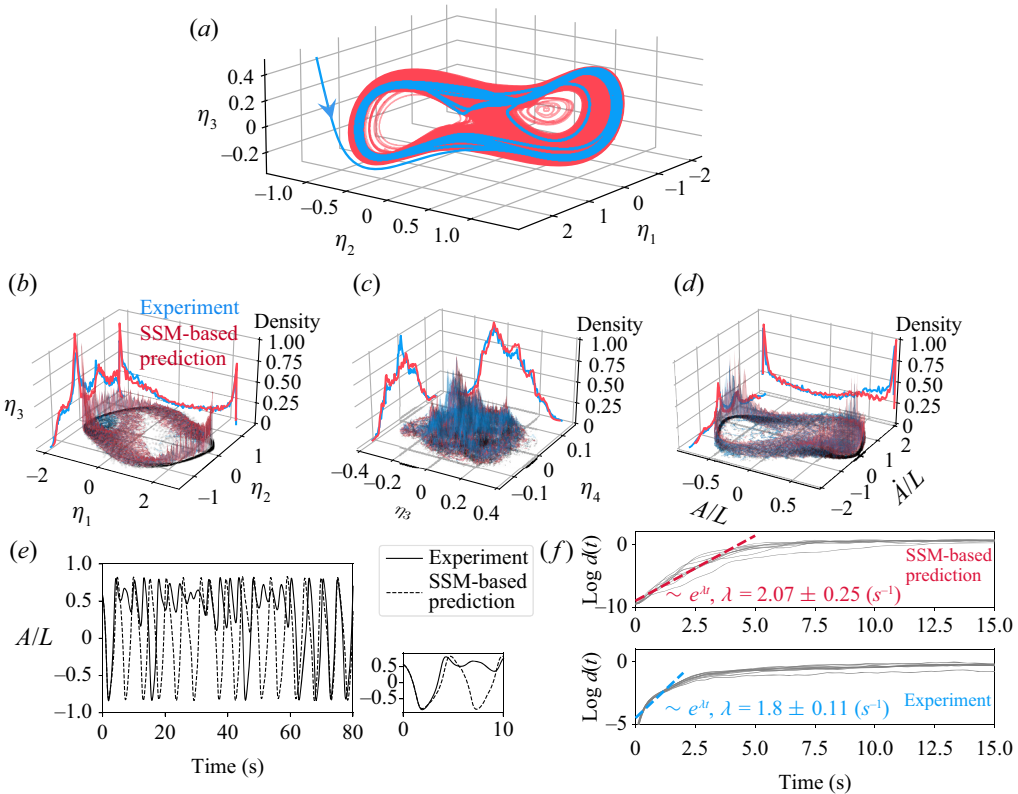 (a)
0.4
0.2
0
–0.2
η3
–1.0
–0.5
0
0.5
1.0
η2
2
1
0
–1
–2
η1
(b)
Experiment
SSM-based
prediction
Density
1.00
0.75
0.50
0.25
0
η3
–2
0
2
η1
–1
0
1
η2
(c)
Density
1.00
0.75
0.50
0.25
0
–0.4
–0.2
0
0.2
0.4
η3
–0.1
0
0.1
η4
(d)
Density
1.00
0.75
0.50
0.25
0
–0.5
0
0.5
A/L
–2
–1
0
1
2
Ȧ/L
(e)
1.0
0.5
0
–0.5
–1.0
A/L
0
20
40
60
80
Time (s)
Experiment
SSM-based
prediction
0.5
0
–0.5
0
10
(f)
Log d(t)
0
–10
SSM-based
prediction
~ e^λt, λ = 2.07 ± 0.25 (s⁻¹)
0
2.5
5.0
7.5
10.0
12.5
15.0
Log d(t)
0
–5
~ e^λt, λ = 1.8 ± 0.11 (s⁻¹)
Experiment
0
2.5
5.0
7.5
10.0
12.5
15.0
Time (s)